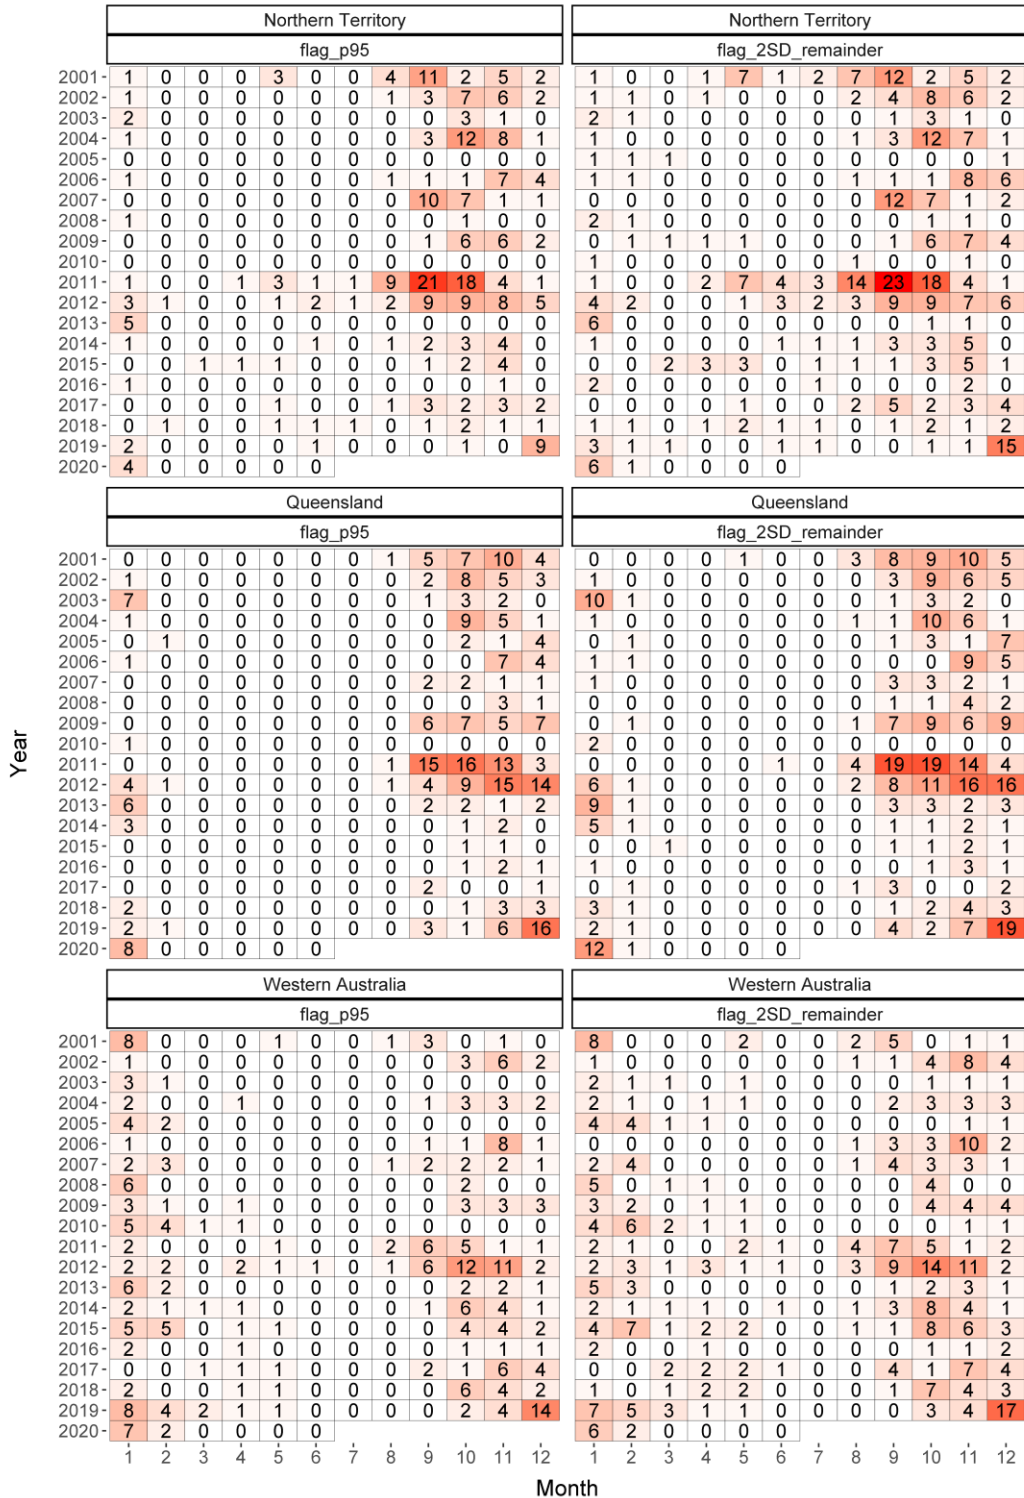 Northern Territory Northern Territory
flag_p95 flag_2SD_remainder
2001 1 0 0 0 3 0 0 4 11 2 5 2 1 0 0 1 7 1 2 7 12 2 5 2
2002 1 0 0 0 0 0 0 1 3 7 6 2 1 1 0 1 0 0 0 2 4 8 6 2
2003 2 0 0 0 0 0 0 0 0 3 1 0 2 1 0 0 0 0 0 0 1 3 1 0
2004 1 0 0 0 0 0 0 0 3 12 8 1 1 0 0 0 0 0 0 1 3 12 7 1
2005 0 0 0 0 0 0 0 0 0 0 0 0 1 1 1 0 0 0 0 0 0 0 0 1
2006 1 0 0 0 0 0 0 1 1 1 7 4 1 1 0 0 0 0 0 1 1 1 8 6
2007 0 0 0 0 0 0 0 0 10 7 1 1 0 0 0 0 0 0 0 0 12 7 1 2
2008 1 0 0 0 0 0 0 0 0 1 0 0 2 1 0 0 0 0 0 0 0 1 1 0
2009 0 0 0 0 0 0 0 0 1 6 6 2 0 1 1 1 1 0 0 0 1 6 7 4
2010 0 0 0 0 0 0 0 0 0 0 0 0 1 0 0 0 0 0 0 1 0 0 1 0
2011 1 0 0 1 3 1 1 9 21 18 4 1 1 0 0 2 7 4 3 14 23 18 4 1
2012 3 1 0 0 1 2 1 2 9 9 8 5 4 2 0 0 1 3 2 3 9 9 7 6
2013 5 0 0 0 0 0 0 0 0 0 0 0 6 0 0 0 0 0 0 0 0 1 1 0
2014 1 0 0 0 0 1 0 1 2 3 4 0 0 0 0 0 0 1 1 1 3 3 5 0
2015 0 0 1 1 1 0 0 0 1 2 4 0 0 0 2 3 3 0 1 1 1 3 5 1
2016 1 0 0 0 0 0 0 0 0 0 1 0 2 0 0 0 0 0 1 0 0 0 2 0
2017 0 0 0 0 1 0 0 1 3 2 3 2 0 0 0 0 1 0 0 2 5 2 3 4
2018 0 1 0 0 1 1 1 0 1 2 1 1 1 1 0 1 2 1 1 0 1 2 1 2
2019 2 0 0 0 0 1 0 0 0 1 0 9 3 1 1 0 0 1 1 0 0 1 1 15
2020 4 0 0 0 0 0 6 1 0 0 0 0
Queensland Queensland
flag_p95 flag_2SD_remainder
2001 0 0 0 0 0 0 0 1 5 7 10 4 0 0 0 0 1 0 0 3 8 9 10 5
2002 1 0 0 0 0 0 0 0 2 8 5 3 1 0 0 0 0 0 0 0 3 9 6 5
2003 7 0 0 0 0 0 0 0 1 3 2 0 10 1 0 0 0 0 0 0 1 3 2 0
2004 1 0 0 0 0 0 0 0 0 9 5 1 1 0 0 0 0 0 0 1 1 10 6 1
2005 0 1 0 0 0 0 0 0 0 2 1 4 0 1 0 0 0 0 0 0 1 3 1 7
2006 1 0 0 0 0 0 0 0 0 0 7 4 1 1 0 0 0 0 0 0 0 0 9 5
2007 0 0 0 0 0 0 0 0 2 2 1 1 1 0 0 0 0 0 0 0 3 3 2 1
2008 0 0 0 0 0 0 0 0 0 0 3 1 0 0 0 0 0 0 0 0 1 1 4 2
2009 0 0 0 0 0 0 0 0 6 7 5 7 0 1 0 0 0 0 0 1 7 9 6 9
2010 1 0 0 0 0 0 0 0 0 0 0 0 2 0 0 0 0 0 0 0 0 0 0 0
2011 0 0 0 0 0 0 0 1 15 16 13 3 0 0 0 0 0 1 0 4 19 19 14 4
2012 4 1 0 0 0 0 0 1 4 9 15 14 6 1 0 0 0 0 0 2 8 11 16 16
2013 6 0 0 0 0 0 0 0 2 2 1 2 9 1 0 0 0 0 0 0 3 3 2 3
2014 3 0 0 0 0 0 0 0 0 1 2 0 5 1 0 0 0 0 0 0 1 1 2 1
2015 0 0 0 0 0 0 0 0 0 1 1 0 0 0 1 0 0 0 0 0 1 1 2 1
2016 0 0 0 0 0 0 0 0 0 1 2 1 1 0 0 0 0 0 0 0 0 1 3 1
2017 0 0 0 0 0 0 0 0 2 0 0 1 0 1 0 0 0 0 0 1 3 0 0 2
2018 2 0 0 0 0 0 0 0 0 1 3 3 3 1 0 0 0 0 0 0 1 2 4 3
2019 2 1 0 0 0 0 0 0 3 1 6 16 2 1 0 0 0 0 0 0 4 2 7 19
2020 8 0 0 0 0 0 12 1 0 0 0 0
Year
Western Australia Western Australia
flag_p95 flag_2SD_remainder
2001 8 0 0 0 1 0 0 1 3 0 1 0 8 0 0 0 2 0 0 2 5 0 1 1
2002 1 0 0 0 0 0 0 0 0 3 6 2 1 0 0 0 0 0 0 1 1 4 8 4
2003 3 1 0 0 0 0 0 0 0 0 0 0 2 1 1 0 1 0 0 0 0 1 1 1
2004 2 0 0 1 0 0 0 0 1 3 3 2 2 1 0 1 1 0 0 0 2 3 3 3
2005 4 2 0 0 0 0 0 0 0 0 0 0 4 4 1 1 0 0 0 0 0 0 1 1
2006 1 0 0 0 0 0 0 0 1 1 8 1 0 0 0 0 0 0 0 1 3 3 10 2
2007 2 3 0 0 0 0 0 1 2 2 2 1 2 4 0 0 0 0 0 1 4 3 3 1
2008 6 0 0 0 0 0 0 0 0 2 0 0 5 0 1 1 0 0 0 0 0 4 0 0
2009 3 1 0 1 0 0 0 0 0 3 3 3 3 2 0 1 1 0 0 0 0 4 4 4
2010 5 4 1 1 0 0 0 0 0 0 0 0 4 6 2 1 1 0 0 0 0 0 1 1
2011 2 0 0 0 1 0 0 2 6 5 1 1 2 1 0 0 2 1 0 4 7 5 1 2
2012 2 2 0 2 1 1 0 1 6 12 11 2 2 3 1 3 1 1 0 3 9 14 11 2
2013 6 2 0 0 0 0 0 0 0 2 2 1 5 3 0 0 0 0 0 0 1 2 3 1
2014 2 1 1 1 0 0 0 0 1 6 4 1 2 1 1 1 1 0 1 1 3 8 4 1
2015 5 5 0 1 1 0 0 0 0 4 4 2 4 7 1 2 2 0 0 1 1 8 6 3
2016 2 0 0 1 0 0 0 0 0 1 1 1 2 0 0 1 0 0 0 0 0 1 1 2
2017 0 0 1 1 1 0 0 0 2 1 6 4 0 0 2 2 2 1 0 0 4 1 7 4
2018 2 0 0 1 1 0 0 0 0 6 4 2 1 0 1 2 2 0 0 0 1 7 4 3
2019 8 4 2 1 1 0 0 0 0 2 4 14 7 5 3 1 1 0 0 0 0 3 4 17
2020 7 2 0 0 0 0 6 2 0 0 0 0
1 2 3 4 5 6 7 8 9 10 11 12 1 2 3 4 5 6 7 8 9 10 11 12
Month